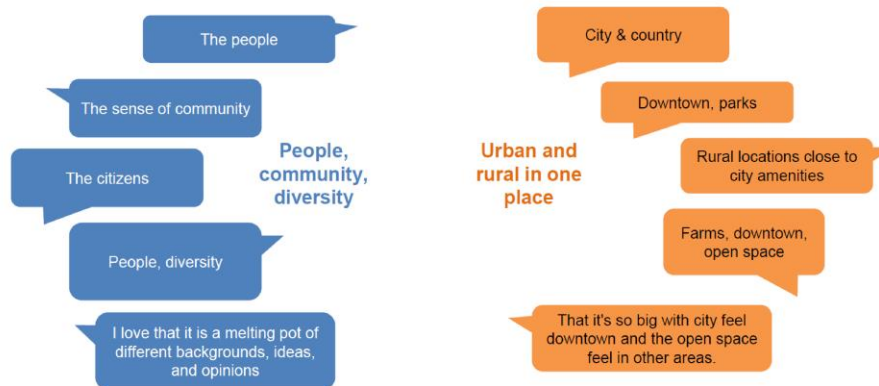 The people
The sense of community
The citizens
People, diversity
I love that it is a melting pot of
different backgrounds, ideas,
and opinions
People,
community,
diversity
Urban and
rural in one
place
City & country
Downtown, parks
Rural locations close to
city amenities
Farms, downtown,
open space
That it's so big with city feel
downtown and the open space
feel in other areas.